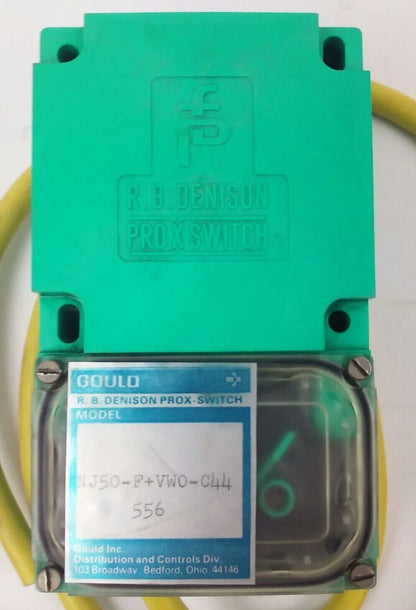 R.B. DENISON
PROX SWITCH
GOULD
R. B. DENISON PROX-SWITCH
MODEL
NJ50-F+VWO-C44
556
Gould Inc.
Distribution and Controls Div.
103 Broadway, Bedford, Ohio 44146